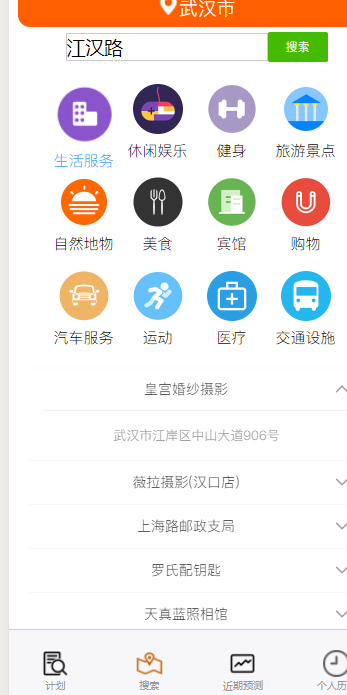 武汉市
江汉路
搜索
生活服务
休闲娱乐
健身
旅游景点
自然地物
美食
宾馆
购物
汽车服务
运动
医疗
交通设施
皇宫婚纱摄影
武汉市江岸区中山大道906号
薇拉摄影(汉口店)
上海路邮政支局
罗氏配钥匙
天真蓝照相馆
计划
搜索
近期预测
个人历